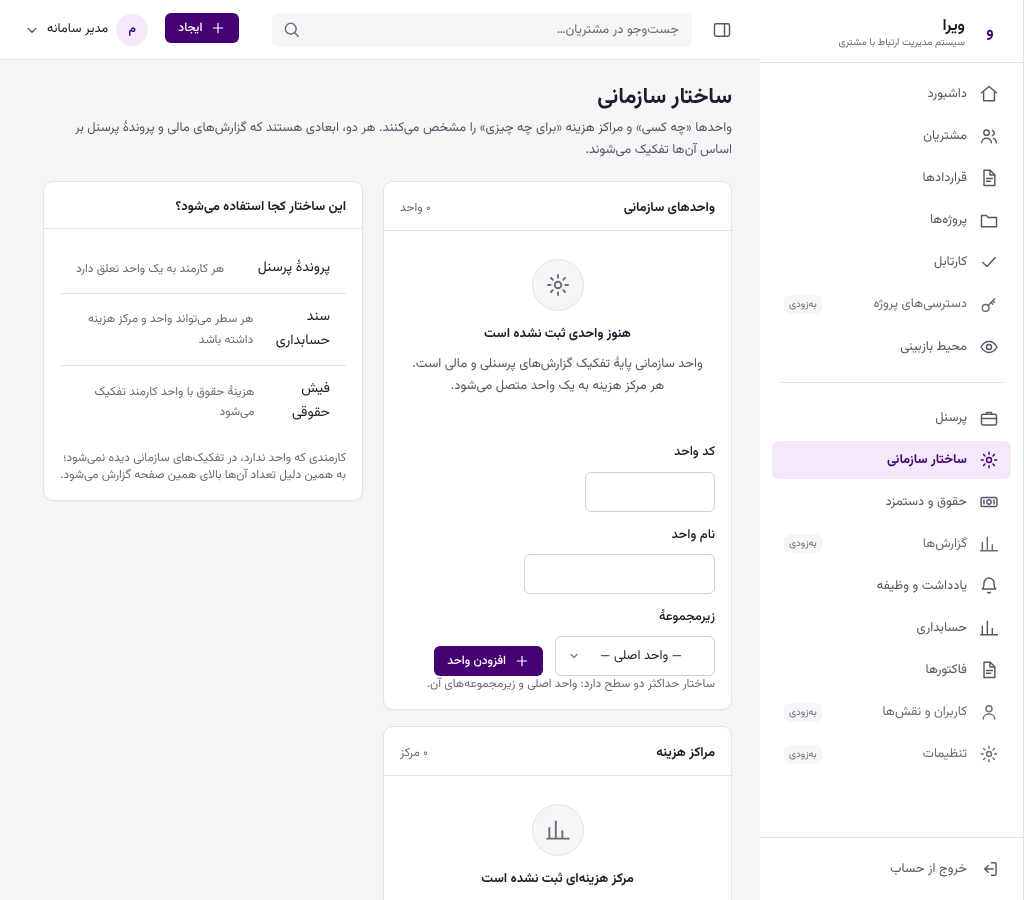 و
ویرا
سیستم مدیریت ارتباط با مشتری
داشبورد
مشتریان
قراردادها
پروژه‌ها
کارتابل
دسترسی‌های پروژه
به‌زودی
محیط بازبینی
پرسنل
ساختار سازمانی
حقوق و دستمزد
گزارش‌ها
به‌زودی
یادداشت و وظیفه
حسابداری
فاکتورها
کاربران و نقش‌ها
به‌زودی
تنظیمات
به‌زودی
خروج از حساب
جست‌وجو در مشتریان…
ایجاد
م
مدیر سامانه
ساختار سازمانی
واحدها «چه کسی» و مراکز هزینه «برای چه چیزی» را مشخص می‌کنند. هر دو، ابعادی هستند که گزارش‌های مالی و پروندهٔ پرسنل بر
اساس آن‌ها تفکیک می‌شوند.
واحدهای سازمانی
۰ واحد
هنوز واحدی ثبت نشده است
واحد سازمانی پایهٔ تفکیک گزارش‌های پرسنلی و مالی است.
هر مرکز هزینه به یک واحد متصل می‌شود.
کد واحد
نام واحد
زیرمجموعهٔ
— واحد اصلی —
افزودن واحد
ساختار حداکثر دو سطح دارد: واحد اصلی و زیرمجموعه‌های آن.
مراکز هزینه
۰ مرکز
مرکز هزینه‌ای ثبت نشده است
این ساختار کجا استفاده می‌شود؟
پروندهٔ پرسنل
هر کارمند به یک واحد تعلق دارد
سند
حسابداری
هر سطر می‌تواند واحد و مرکز هزینه
داشته باشد
فیش
حقوقی
هزینهٔ حقوق با واحد کارمند تفکیک
می‌شود
کارمندی که واحد ندارد، در تفکیک‌های سازمانی دیده نمی‌شود؛
به همین دلیل تعداد آن‌ها بالای همین صفحه گزارش می‌شود.